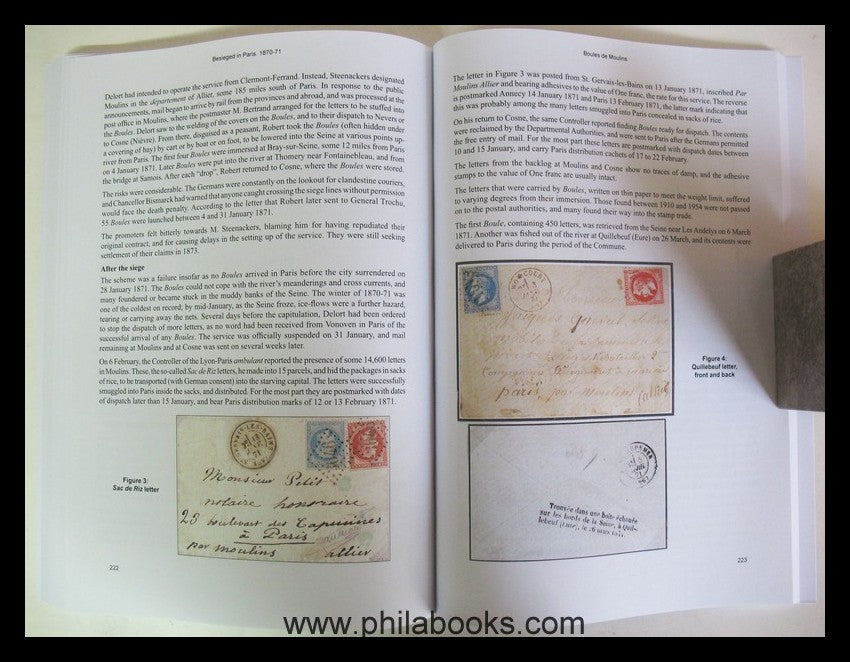 Besieged in Paris, 1870-71
Delort had intended to operate the service from Clermont-Ferrand. Instead, Steenackers designated
Moulins in the département of Allier, some 185 miles south of Paris. In response to the public
announcements, mail began to arrive by rail from the provinces and abroad, and was processed at the
post office in Moulins, where the postmaster M. Bertrand arranged for the letters to be stuffed into
the Boules. Delort saw to the welding of the covers on the Boules, and to their dispatch to Nevers or
to Cosne (Nièvre). From there, disguised as a peasant, Robert took the Boules (often hidden under
a covering of hay) by cart or by boat or on foot, to be lowered into the Seine at various points up-
river from Paris. The first four Boules were immersed at Bray-sur-Seine, some 12 miles from Paris
on 4 January 1871. Later Boules were put into the river at Thomery near Fontainebleau, and from
the bridge at Samois. After each “drop”, Robert returned to Cosne, where the Boules were stored.
The risks were considerable. The Germans were constantly on the lookout for clandestine couriers,
and Chancellor Bismarck had warned that anyone caught crossing the siege lines without permission
would face the death penalty. According to the letter that Robert later sent to General Trochu,
55 Boules were launched between 4 and 31 January 1871.
The promoters felt bitterly towards M. Steenackers, blaming him for having repudiated their
original contract, and for causing delays in the setting up of the service. They were still seeking
settlement of their claims in 1873.
After the siege
The scheme was a failure insofar as no Boules arrived in Paris before the city surrendered on
28 January 1871. The Boules could not cope with the river's meanderings and cross currents, and
many foundered or became stuck in the muddy banks of the Seine. The winter of 1870-71 was
one of the coldest on record; by mid-January, as the Seine froze, ice-flows were a further hazard,
tearing or carrying away the nets. Several days before the capitulation, Delort had been ordered
to stop the dispatch of more letters, as no word had been received from Vonoven in Paris of the
successful arrival of any Boules. The service was officially suspended on 31 January, and mail
remaining at Moulins and at Cosne was sent on several weeks later.
On 6 February, the Controller of the Lyon-Paris ambulant reported the presence of some 14,600 letters
in Moulins. These, the so-called Sac de Riz letters, he made into 15 parcels, and hid the packages in sacks
of rice, to be transported (with German consent) into the starving capital. The letters were successfully
smuggled into Paris inside the sacks, and distributed. For the most part they are postmarked with dates
of dispatch later than 15 January, and bear Paris distribution marks of 12 or 13 February 1871.
Figure 3:
Sac de Riz letter
Monsieur Petit
notaire honoraire
23 boulevart des Capucines
à Paris
par moulins allier
222
Boules de Moulins
The letter in Figure 3 was posted from St. Gervais-les-Bains on 13 January 1871, inscribed Par
Moulins Allier and bearing adhesives to the value of One franc, the rate for this service. The reverse
is postmarked Annecy 14 January 1871 and Paris 13 February 1871, the latter mark indicating that
this was probably among the many letters smuggled into Paris concealed in sacks of rice.
On his return to Cosne, the same Controller reported finding Boules ready for dispatch. The contents
were reclaimed by the Departmental Authorities, and were sent to Paris after the Germans permitted
the free entry of mail. For the most part these letters are postmarked with dispatch dates between
10 and 15 January, and carry Paris distribution cachets of 17 to 22 February.
The letters from the backlog at Moulins and Cosne show no traces of damp, and the adhesive
stamps to the value of One franc are usually intact.
The letters that were carried by Boules, written on thin paper to meet the weight limit, suffered
to varying degrees from their immersion. Those found between 1910 and 1954 were not passed
on to the postal authorities, and many found their way into the stamp trade.
The first Boule, containing 450 letters, was retrieved from the Seine near Les Andelys on 6 March
1871. Another was fished out of the river at Quillebeuf (Eure) on 26 March, and its contents were
delivered to Paris during the period of the Commune.
Figure 4:
Quillebeuf letter,
front and back
Monsieur
paris par moulins (allier)
Trouvée dans une boîte échouée
sur les bords de la Seine, à Quil-
lebeuf (Eure), le 26 mars 1871.
223
www.philabooks.com